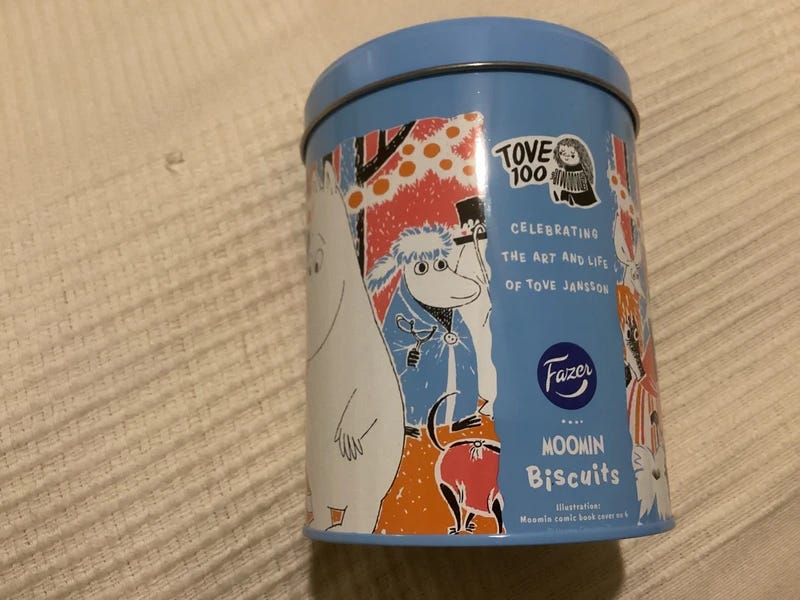 TOVE
100
CELEBRATING
THE ART AND LIFE
OF TOVE JANSSON
Fazer
MOOMIN
Biscuits
Illustration:
Moomin comic book cover no 6